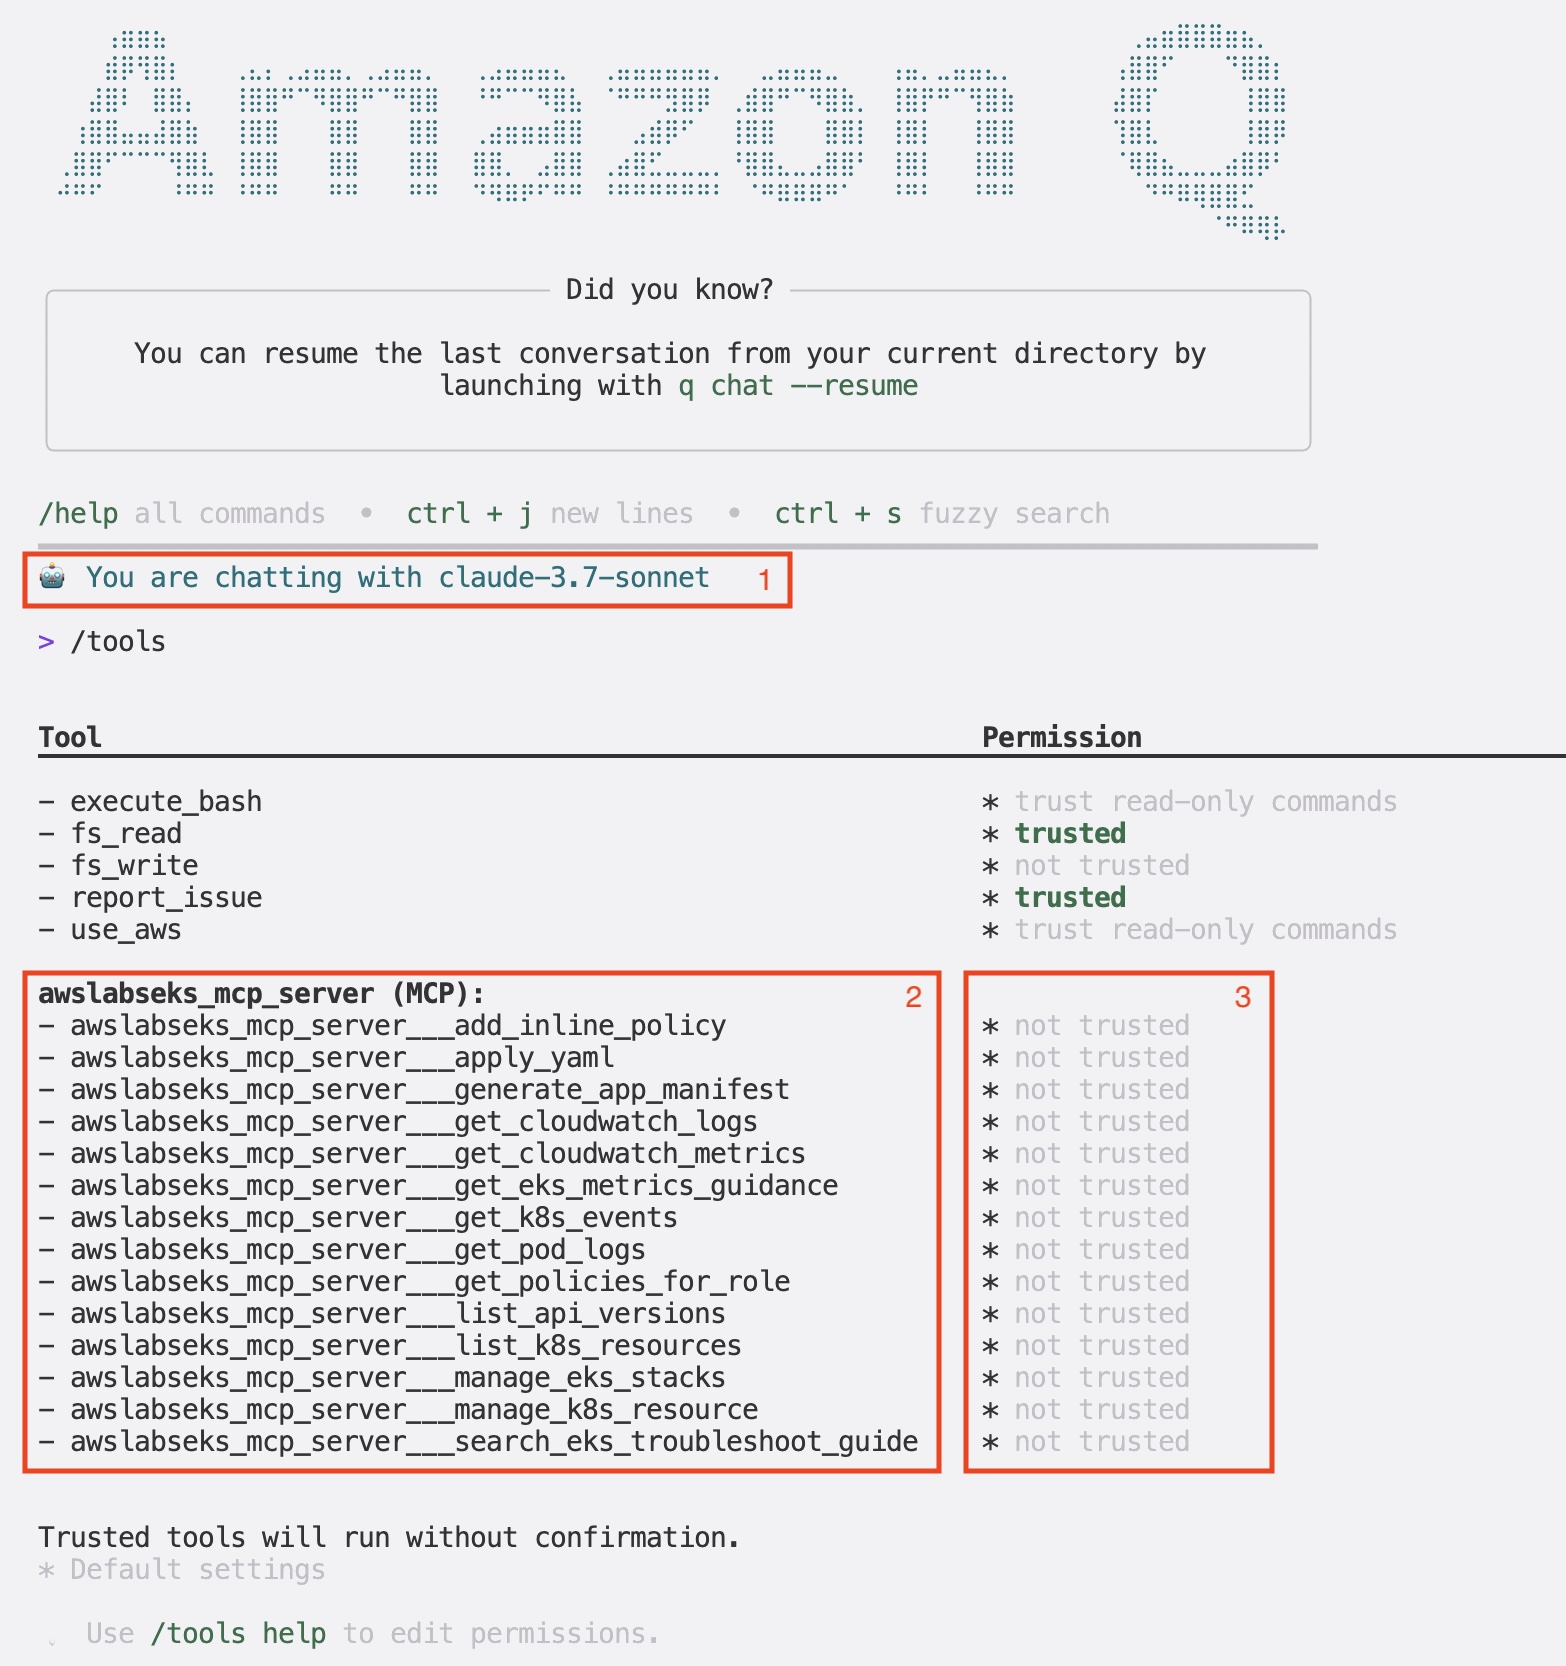 Amazon Q
Did you know?
You can resume the last conversation from your current directory by
launching with q chat --resume
/help all commands • ctrl + j new lines • ctrl + s fuzzy search
You are chatting with claude-3.7-sonnet 1
> /tools
Tool Permission
- execute_bash * trust read-only commands
- fs_read * trusted
- fs_write * not trusted
- report_issue * trusted
- use_aws * trust read-only commands
awslabseks_mcp_server (MCP): 2 3
- awslabseks_mcp_server___add_inline_policy * not trusted
- awslabseks_mcp_server___apply_yaml * not trusted
- awslabseks_mcp_server___generate_app_manifest * not trusted
- awslabseks_mcp_server___get_cloudwatch_logs * not trusted
- awslabseks_mcp_server___get_cloudwatch_metrics * not trusted
- awslabseks_mcp_server___get_eks_metrics_guidance * not trusted
- awslabseks_mcp_server___get_k8s_events * not trusted
- awslabseks_mcp_server___get_pod_logs * not trusted
- awslabseks_mcp_server___get_policies_for_role * not trusted
- awslabseks_mcp_server___list_api_versions * not trusted
- awslabseks_mcp_server___list_k8s_resources * not trusted
- awslabseks_mcp_server___manage_eks_stacks * not trusted
- awslabseks_mcp_server___manage_k8s_resource * not trusted
- awslabseks_mcp_server___search_eks_troubleshoot_guide * not trusted
Trusted tools will run without confirmation.
* Default settings
Use /tools help to edit permissions.